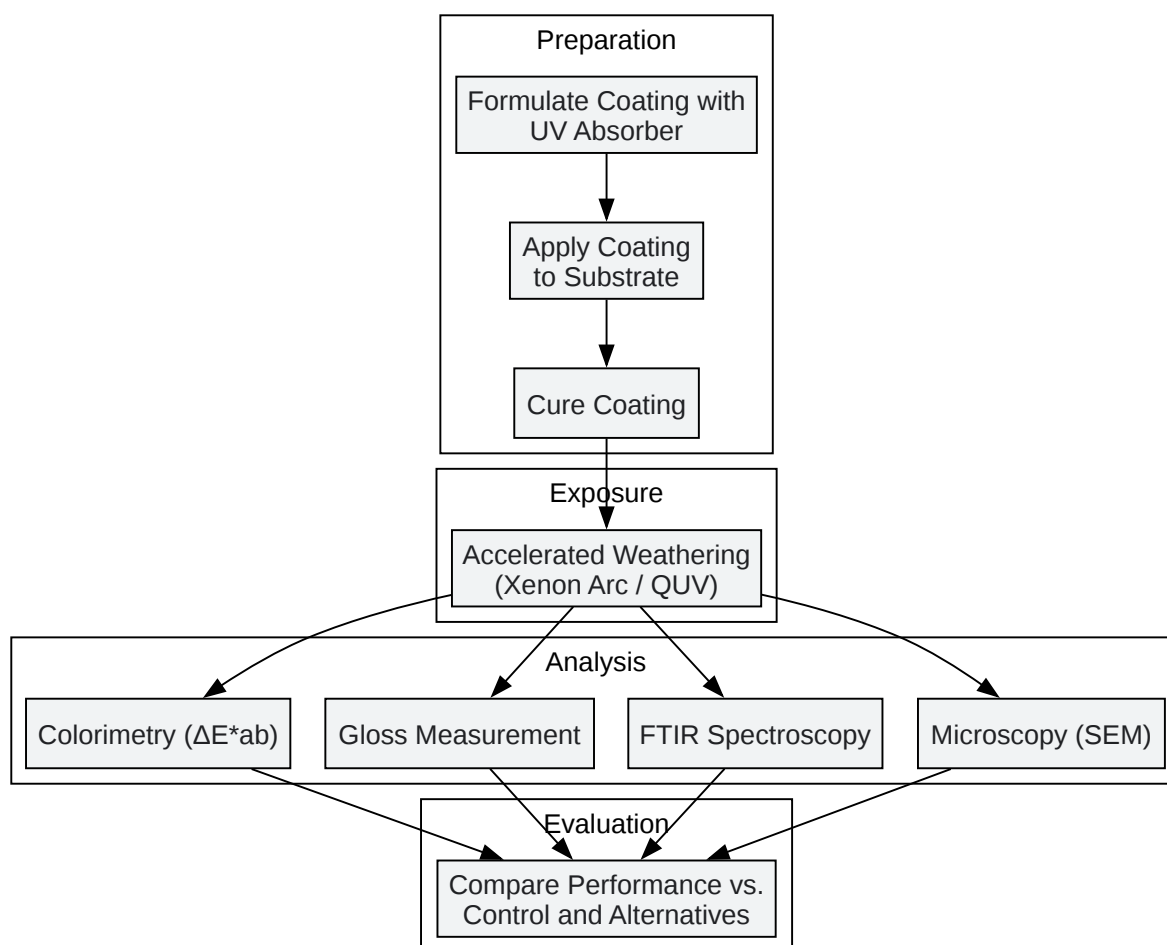 Preparation
Formulate Coating with
UV Absorber
Apply Coating
to Substrate
Cure Coating
Exposure
Accelerated Weathering
(Xenon Arc / QUV)
Analysis
Colorimetry (ΔE*ab)
Gloss Measurement
FTIR Spectroscopy
Microscopy (SEM)
Evaluation
Compare Performance vs.
Control and Alternatives